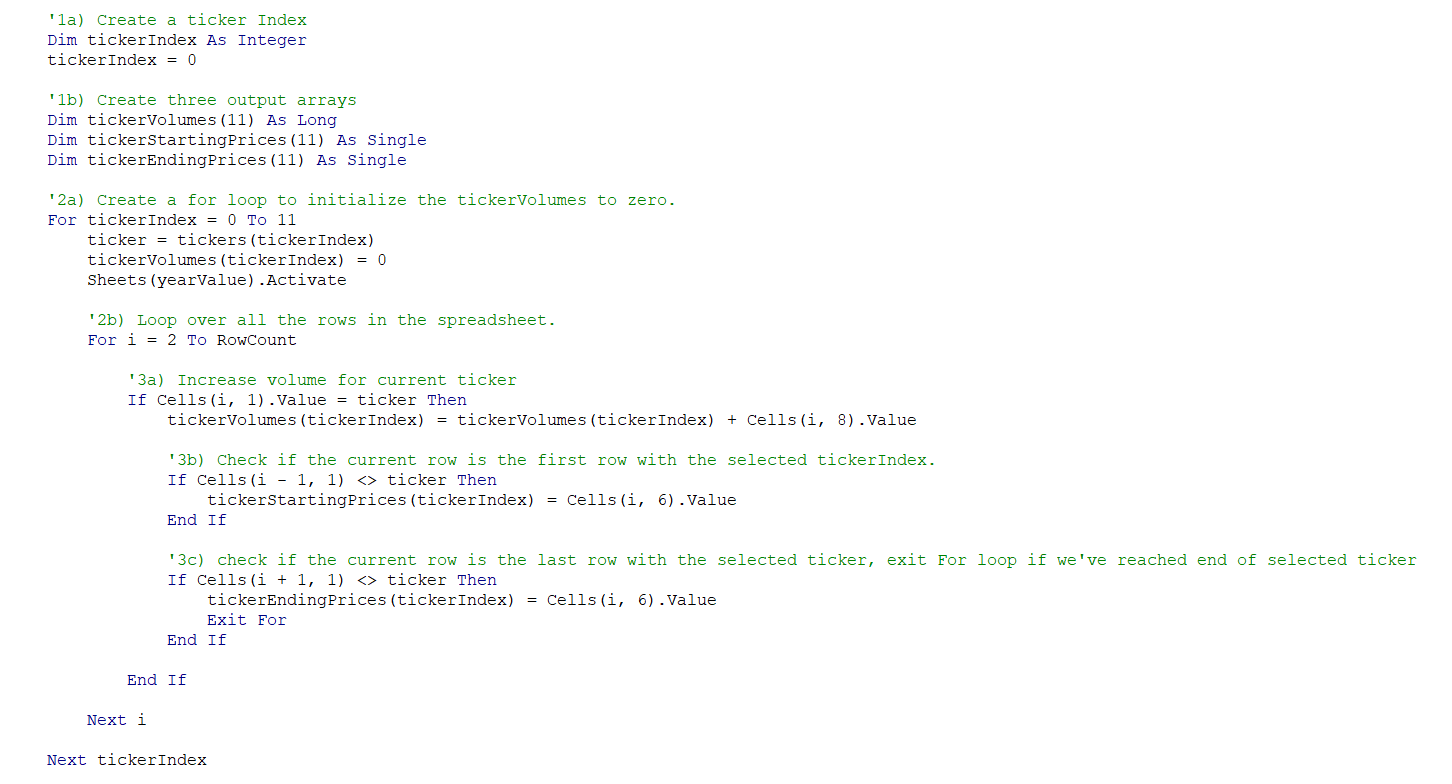 '1a) Create a ticker Index
Dim tickerIndex As Integer
tickerIndex = 0
'1b) Create three output arrays
Dim tickerVolumes(11) As Long
Dim tickerStartingPrices(11) As Single
Dim tickerEndingPrices(11) As Single
'2a) Create a for loop to initialize the tickerVolumes to zero.
For tickerIndex = 0 To 11
ticker = tickers(tickerIndex)
tickerVolumes(tickerIndex) = 0
Sheets(yearValue).Activate
'2b) Loop over all the rows in the spreadsheet.
For i = 2 To RowCount
'3a) Increase volume for current ticker
If Cells(i, 1).Value = ticker Then
tickerVolumes(tickerIndex) = tickerVolumes(tickerIndex) + Cells(i, 8).Value
'3b) Check if the current row is the first row with the selected tickerIndex.
If Cells(i - 1, 1) <> ticker Then
tickerStartingPrices(tickerIndex) = Cells(i, 6).Value
End If
'3c) check if the current row is the last row with the selected ticker, exit For loop if we've reached end of selected ticker
If Cells(i + 1, 1) <> ticker Then
tickerEndingPrices(tickerIndex) = Cells(i, 6).Value
Exit For
End If
End If
Next i
Next tickerIndex